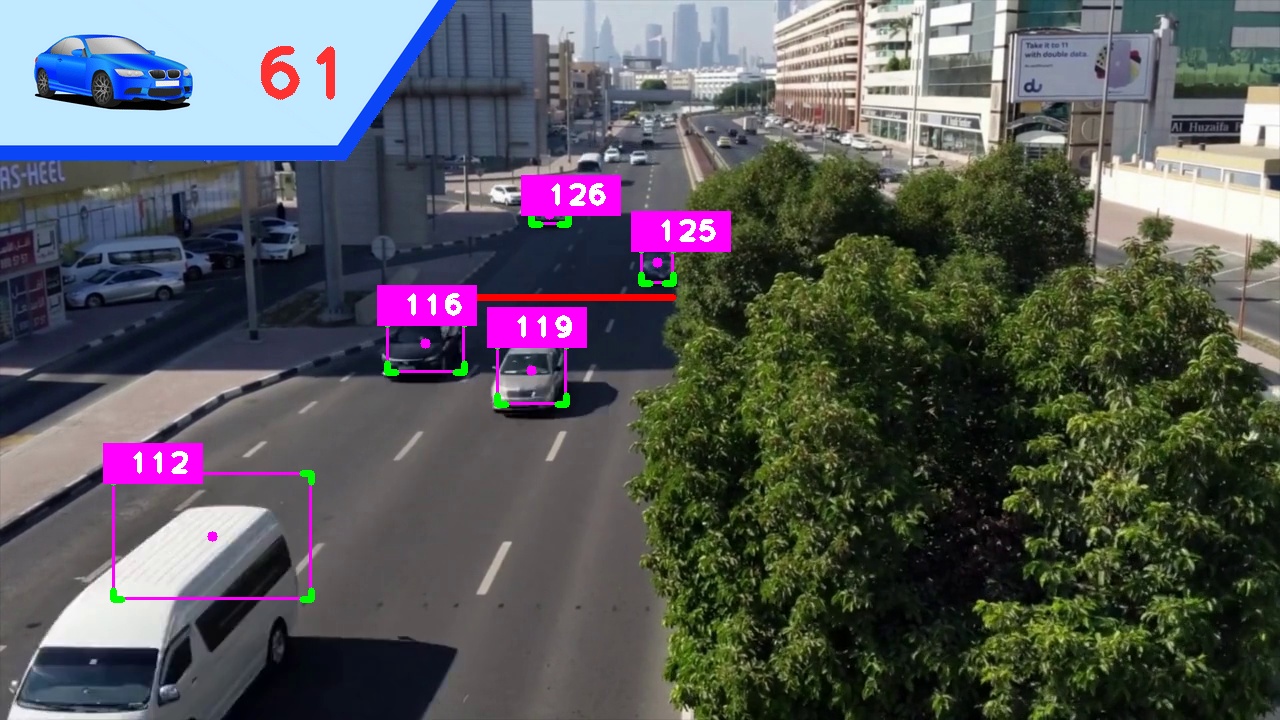 61
126
125
116
119
112
AS-HEEL
Take it to 11
with double data.
du
Al Huzaifa